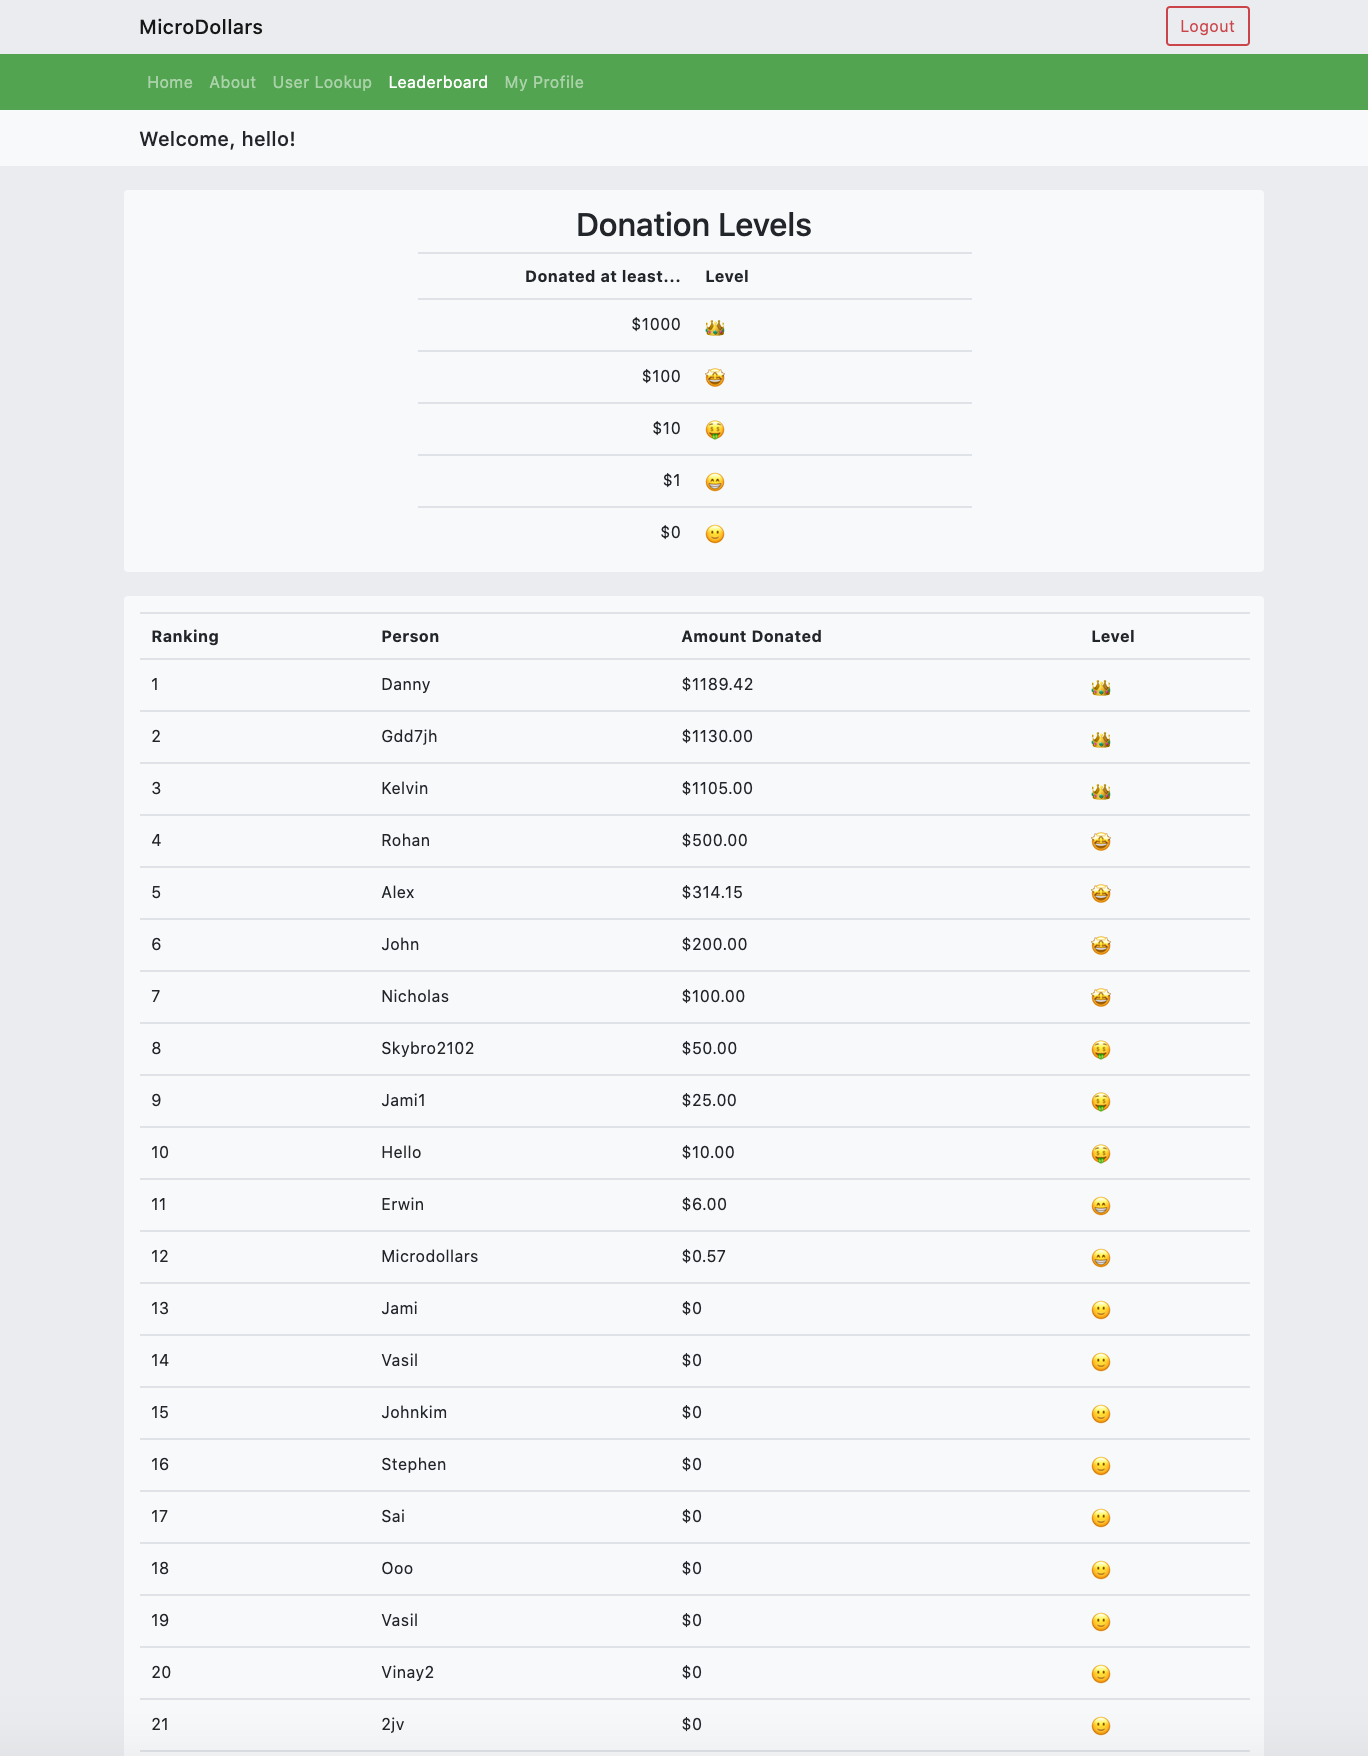 MicroDollars Logout
Home About User Lookup Leaderboard My Profile
Welcome, hello!
Donation Levels
Donated at least... Level
$1000 👑
$100 🤩
$10 🤑
$1 😁
$0 🙂
Ranking Person Amount Donated Level
1 Danny $1189.42 👑
2 Gdd7jh $1130.00 👑
3 Kelvin $1105.00 👑
4 Rohan $500.00 🤩
5 Alex $314.15 🤩
6 John $200.00 🤩
7 Nicholas $100.00 🤩
8 Skybro2102 $50.00 🤑
9 Jami1 $25.00 🤑
10 Hello $10.00 🤑
11 Erwin $6.00 😁
12 Microdollars $0.57 😁
13 Jami $0 🙂
14 Vasil $0 🙂
15 Johnkim $0 🙂
16 Stephen $0 🙂
17 Sai $0 🙂
18 Ooo $0 🙂
19 Vasil $0 🙂
20 Vinay2 $0 🙂
21 2jv $0 🙂